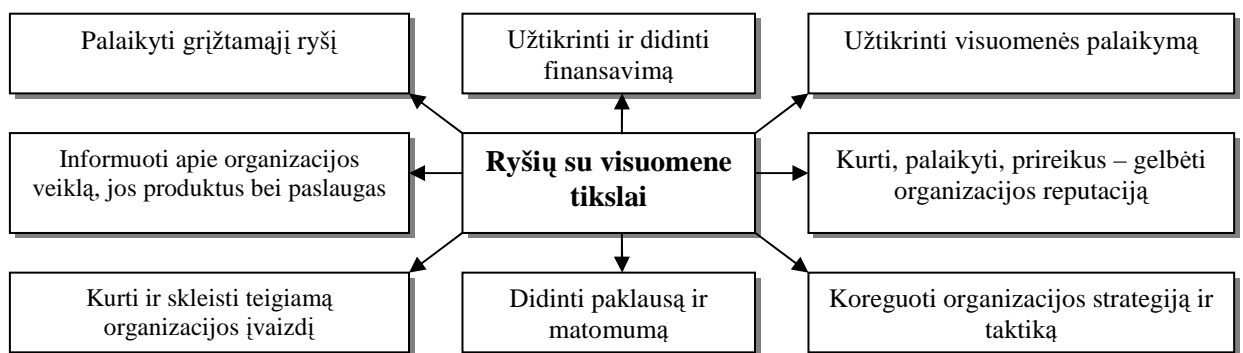 Palaikyti grįžtamąjį ryšį
Užtikrinti ir didinti
finansavimą
Užtikrinti visuomenės palaikymą
Informuoti apie organizacijos
veiklą, jos produktus bei paslaugas
Ryšių su visuomene
tikslai
Kurti, palaikyti, prireikus – gelbėti
organizacijos reputaciją
Kurti ir skleisti teigiamą
organizacijos įvaizdį
Didinti paklausą ir
matomumą
Koreguoti organizacijos strategiją ir
taktiką